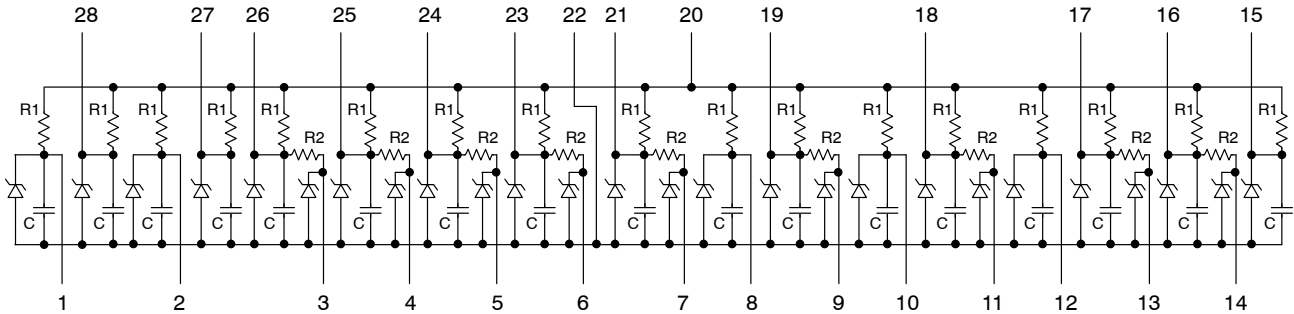 28 27 26 25 24 23 22 21 20 19 18 17 16 15
R1 R1 R1 R1 R1 R1 R1 R1 R1 R1 R1 R1 R1 R1 R1 R1 R1
R2 R2 R2 R2 R2 R2 R2 R2 R2
C C C C C C C C C C C C C C C C C
1 2 3 4 5 6 7 8 9 10 11 12 13 14